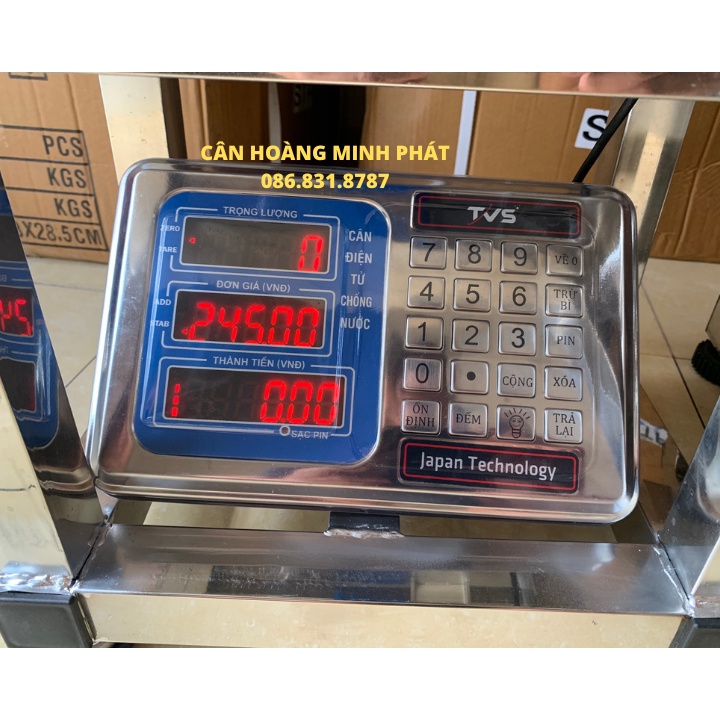 CÂN HOÀNG MINH PHÁT
086.831.8787
PCS
KGS
KGS
X28.5CM
S
TRỌNG LƯỢNG
ZERO
TARE
0
ĐƠN GIÁ (VNĐ)
ADD
STAB
245.00
THÀNH TIỀN (VNĐ)
0.00
SẠC PIN
CÂN
ĐIỆN
TỬ
CHỐNG
NƯỚC
TVS
7 8 9 VỀ 0
4 5 6 TRỪ BÌ
1 2 3 PIN
0 • CỘNG XÓA
ỔN ĐỊNH ĐẾM TRẢ LẠI
Japan Technology